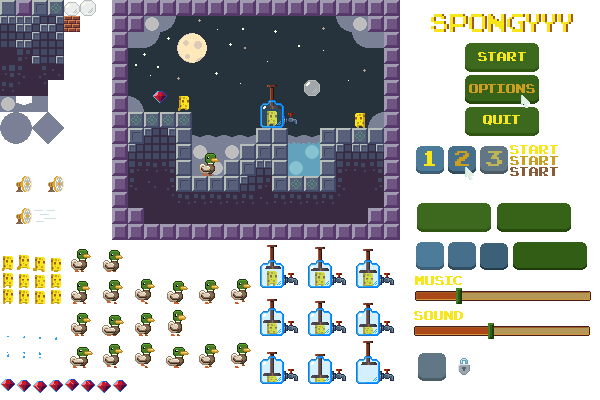 SPONGYYY
START
OPTIONS
QUIT
1 2 3
START
START
START
MUSIC
SOUND